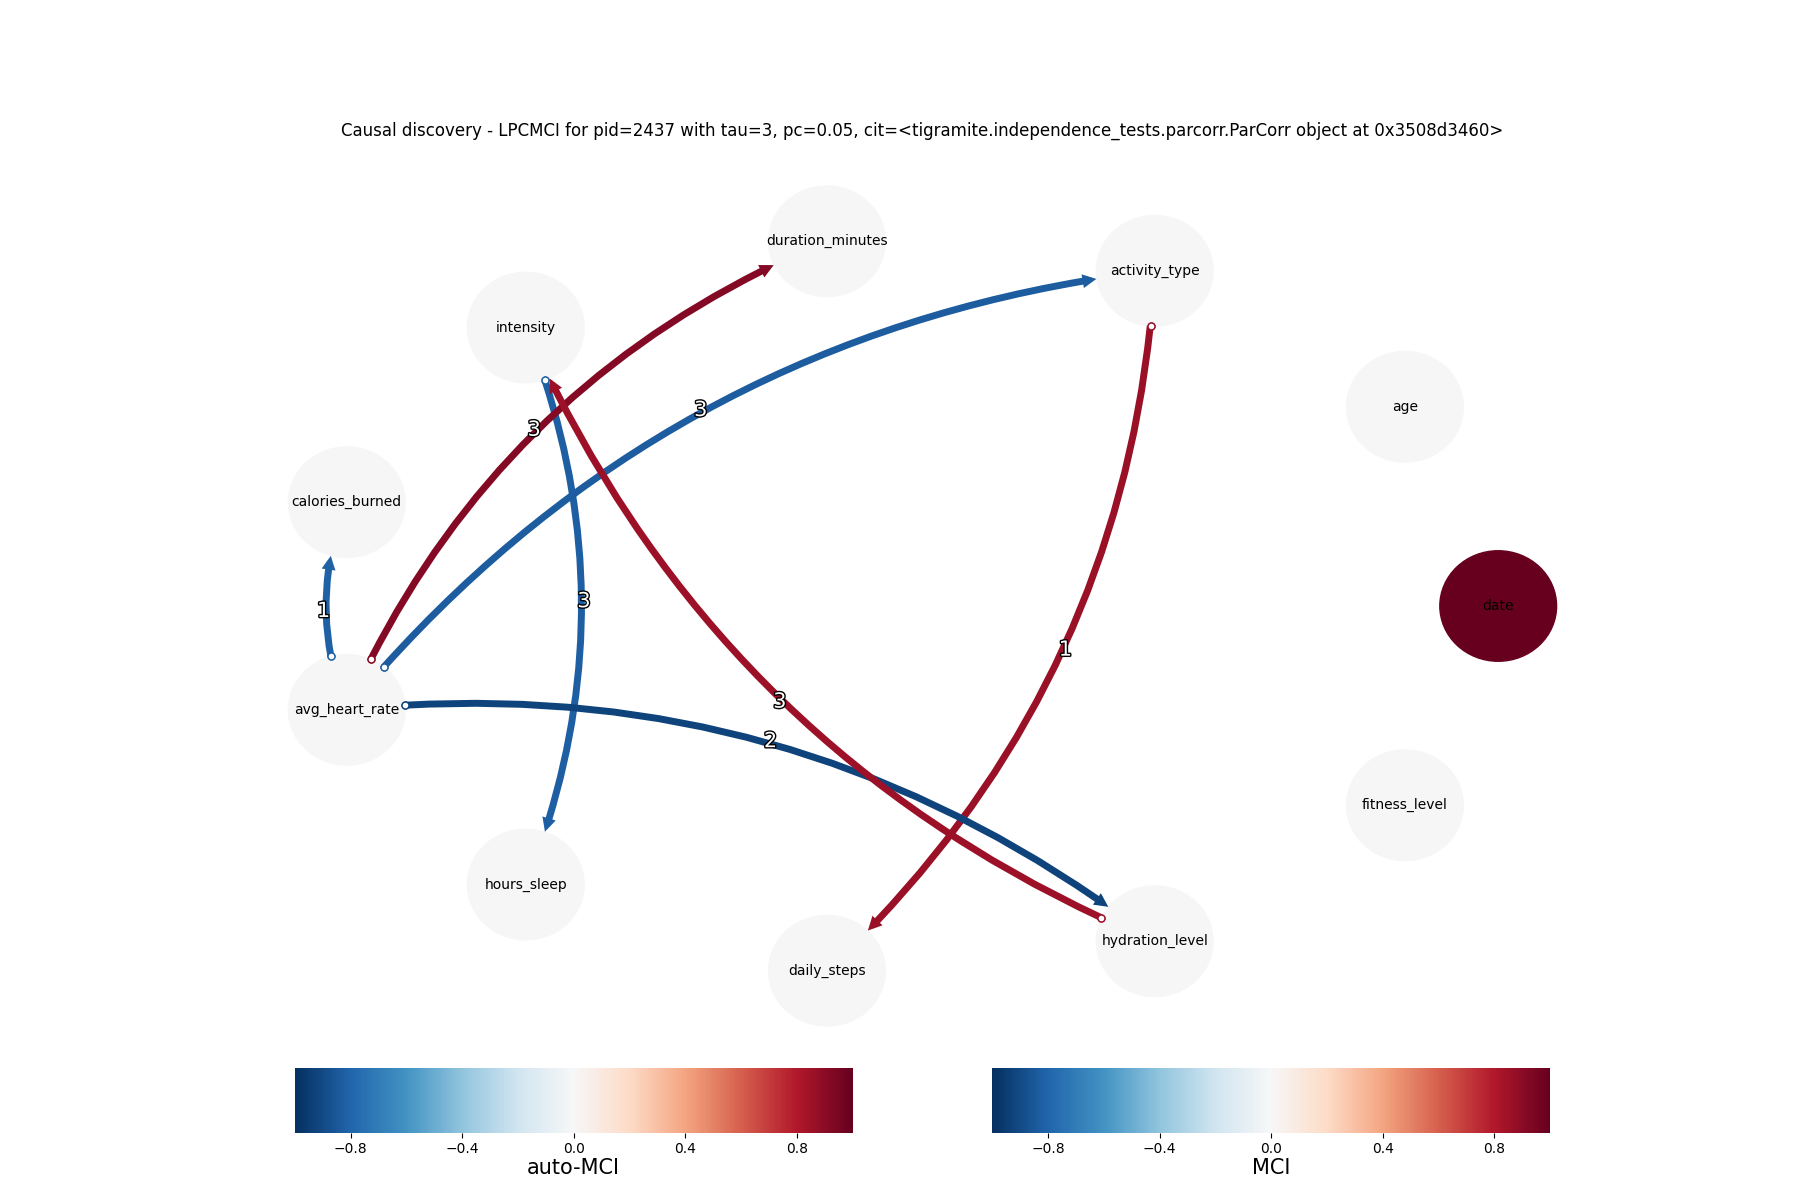 Causal discovery - LPCMCI for pid=2437 with tau=3, pc=0.05, cit=<tigramite.independence_tests.parcorr.ParCorr object at 0x3508d3460>
duration_minutes
activity_type
intensity
age
3
3
calories_burned
3
date
1
1
3
avg_heart_rate
2
fitness_level
hours_sleep
hydration_level
daily_steps
−0.8 −0.4 0.0 0.4 0.8
auto-MCI
−0.8 −0.4 0.0 0.4 0.8
MCI